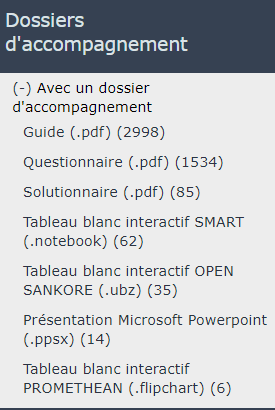 Dossiers
d'accompagnement
(-) Avec un dossier
d'accompagnement
Guide (.pdf) (2998)
Questionnaire (.pdf) (1534)
Solutionnaire (.pdf) (85)
Tableau blanc interactif SMART
(.notebook) (62)
Tableau blanc interactif OPEN
SANKORE (.ubz) (35)
Présentation Microsoft Powerpoint
(.ppsx) (14)
Tableau blanc interactif
PROMETHEAN (.flipchart) (6)